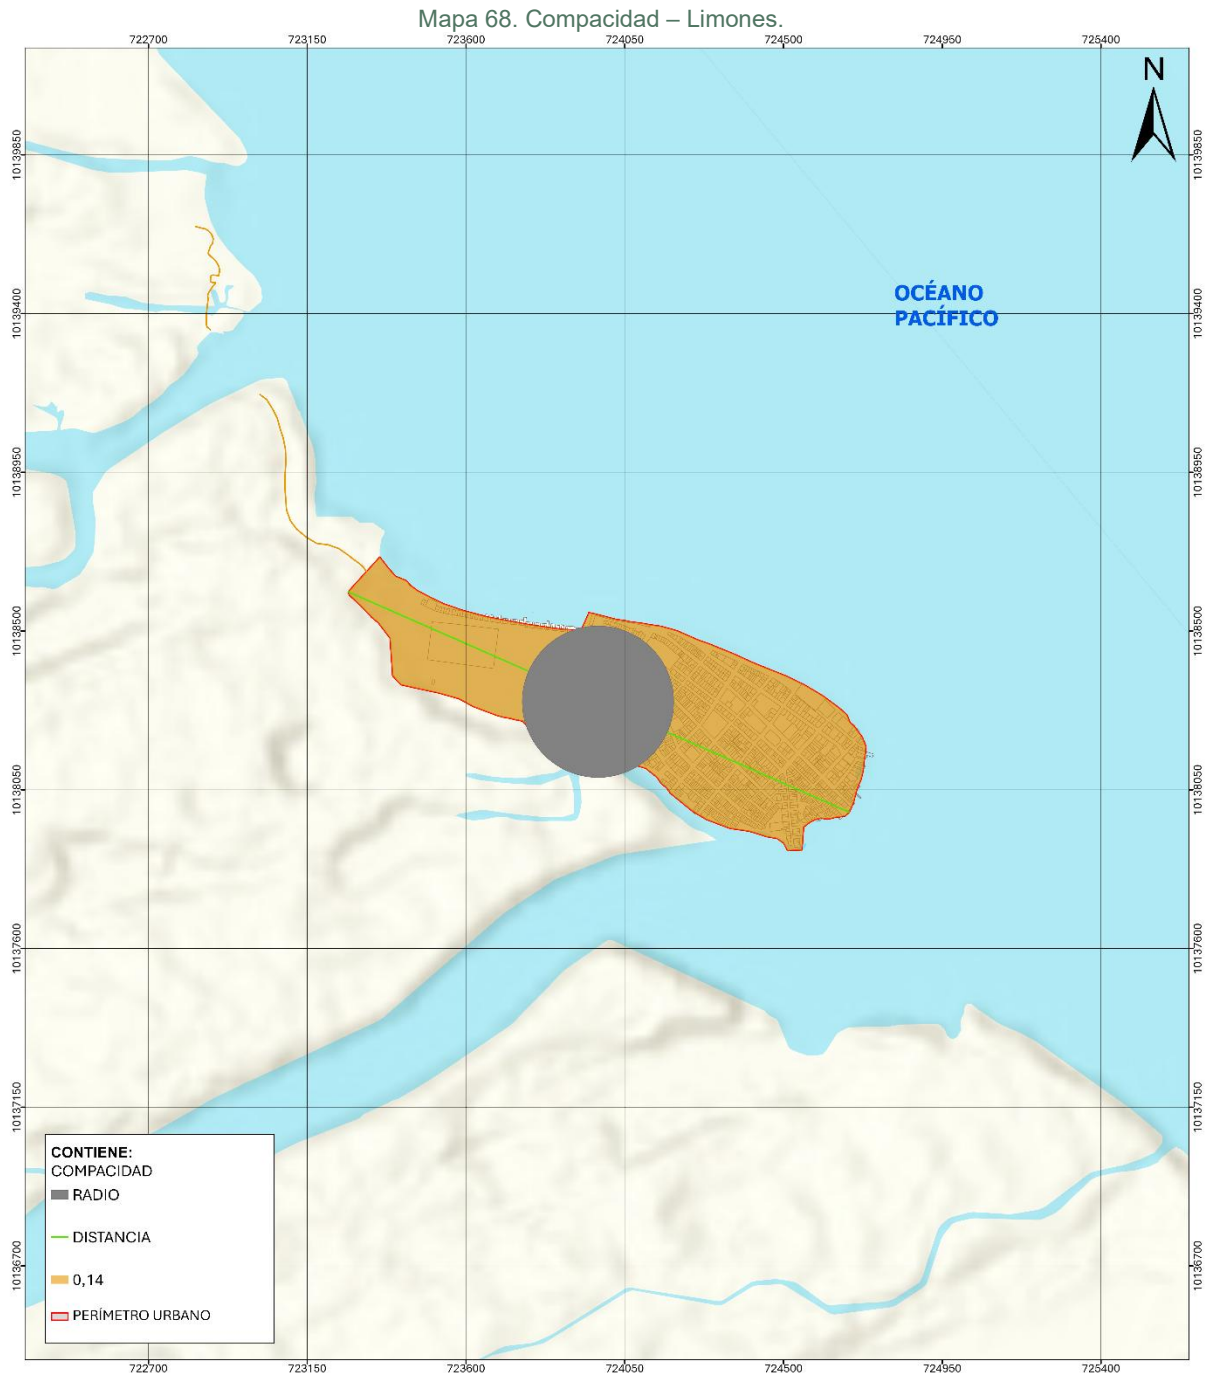 Mapa 68. Compacidad – Limones.
722700 723150 723600 724050 724500 724950 725400
N
10139850 10139850
OCÉANO
PACÍFICO
10139400 10139400
10138950 10138950
10138500 10138500
10138050 10138050
10137600 10137600
10137150 10137150
CONTIENE:
COMPACIDAD
RADIO
DISTANCIA
10136700 10136700
0,14
PERÍMETRO URBANO
722700 723150 723600 724050 724500 724950 725400